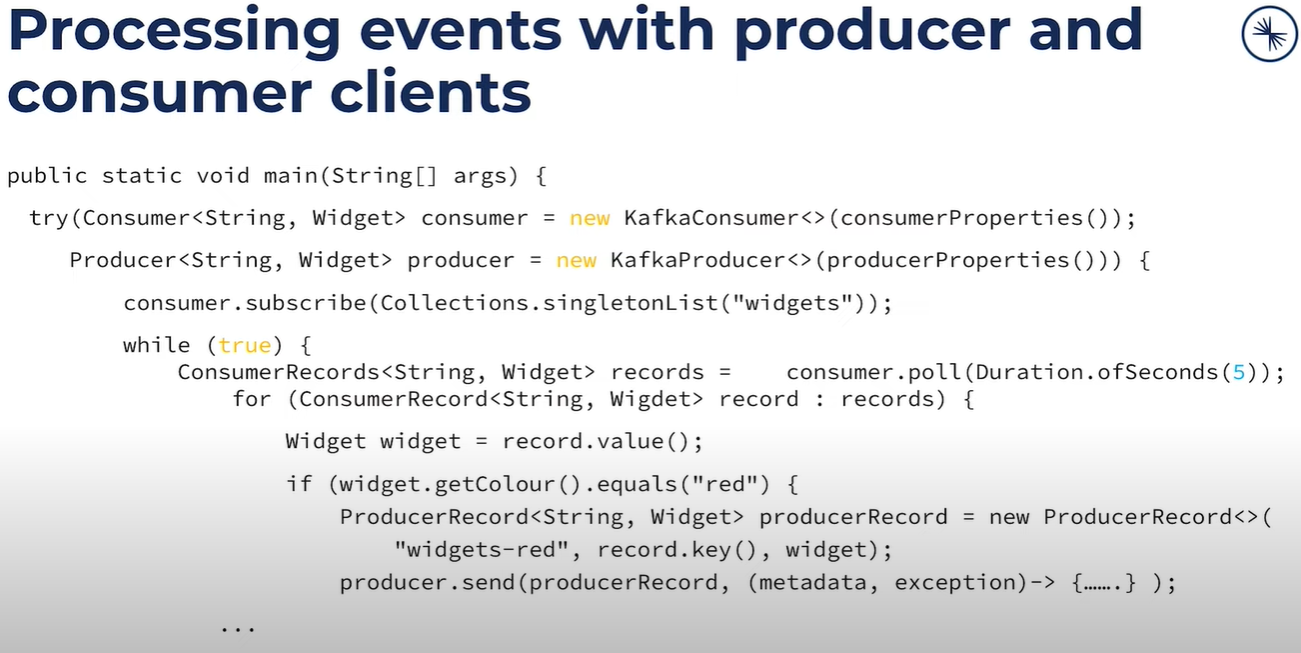 Processing events with producer and
consumer clients
public static void main(String[] args) {
try(Consumer<String, Widget> consumer = new KafkaConsumer<>(consumerProperties());
Producer<String, Widget> producer = new KafkaProducer<>(producerProperties())) {
consumer.subscribe(Collections.singletonList("widgets"));
while (true) {
ConsumerRecords<String, Widget> records =    consumer.poll(Duration.ofSeconds(5));
for (ConsumerRecord<String, Wigdet> record : records) {
Widget widget = record.value();
if (widget.getColour().equals("red") {
ProducerRecord<String, Widget> producerRecord = new ProducerRecord<>(
"widgets-red", record.key(), widget);
producer.send(producerRecord, (metadata, exception)-> {…….} );
...